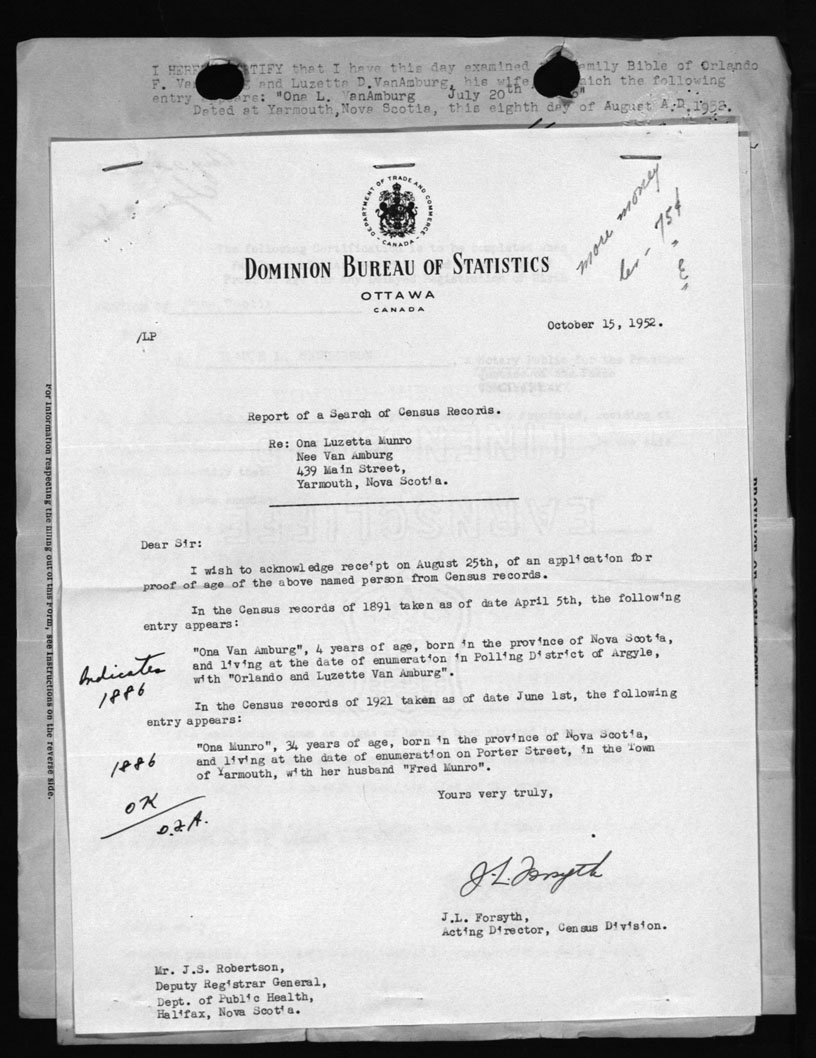 I HEREBY CERTIFY that I have this day examined Family Bible of Orlando
F. and Luzetta D.VanAmburg, his wife, which the following
entry appears: "Ona L. VanAmburg July 20th
Dated at Yarmouth,Nova Scotia, this eighth day of August A.D.1952.
more money
75¢
DEPARTMENT OF TRADE AND COMMERCE
CANADA
DOMINION BUREAU OF STATISTICS
OTTAWA
CANADA
October 15, 1952.
/LP
Report of a Search of Census Records.
Re: Ona Luzetta Munro
Nee Van Amburg
439 Main Street,
Yarmouth, Nova Scotia.
Dear Sir:
I wish to acknowledge receipt on August 25th, of an application for
proof of age of the above named person from Census records.
In the Census records of 1891 taken as of date April 5th, the following
entry appears:
"Ona Van Amburg", 4 years of age, born in the province of Nova Scotia,
and living at the date of enumeration in Polling District of Argyle,
with "Orlando and Luzette Van Amburg".
Indicates
1886
In the Census records of 1921 taken as of date June 1st, the following
entry appears:
"Ona Munro", 34 years of age, born in the province of Nova Scotia,
and living at the date of enumeration on Porter Street, in the Town
of Yarmouth, with her husband "Fred Munro".
1886
OK
Yours very truly,
J.L. Forsyth
J.L. Forsyth,
Acting Director, Census Division.
Mr. J.S. Robertson,
Deputy Registrar General,
Dept. of Public Health,
Halifax, Nova Scotia.
For information respecting the filling out of this Form, see Instructions on the reverse side.